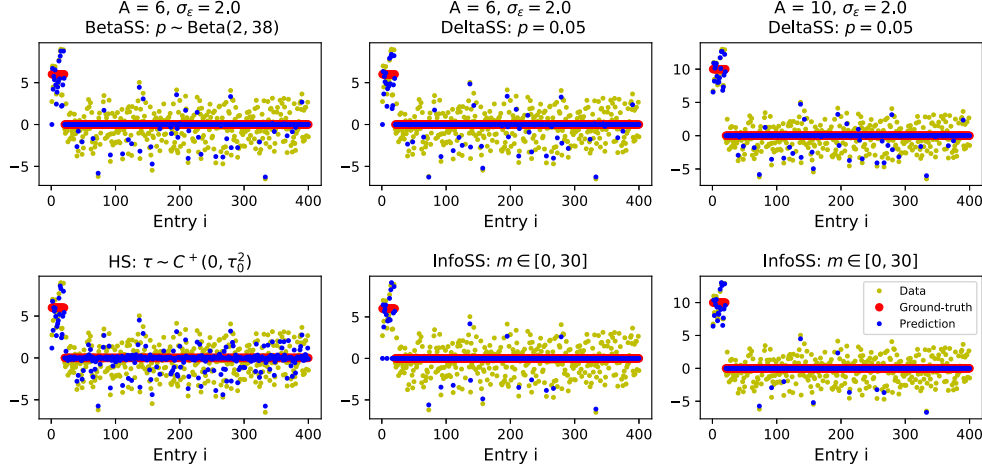 A = 6, σε = 2.0
BetaSS: p ~ Beta(2, 38)
5
0
−5
0
100
200
300
400
Entry i
A = 6, σε = 2.0
DeltaSS: p = 0.05
5
0
−5
0
100
200
300
400
Entry i
A = 10, σε = 2.0
DeltaSS: p = 0.05
10
5
0
−5
0
100
200
300
400
Entry i
HS: τ ~ C⁺(0, τ₀²)
5
0
−5
0
100
200
300
400
Entry i
InfoSS: m ∈ [0, 30]
5
0
−5
0
100
200
300
400
Entry i
InfoSS: m ∈ [0, 30]
10
5
0
−5
0
100
200
300
400
Entry i
Data
Ground-truth
Prediction